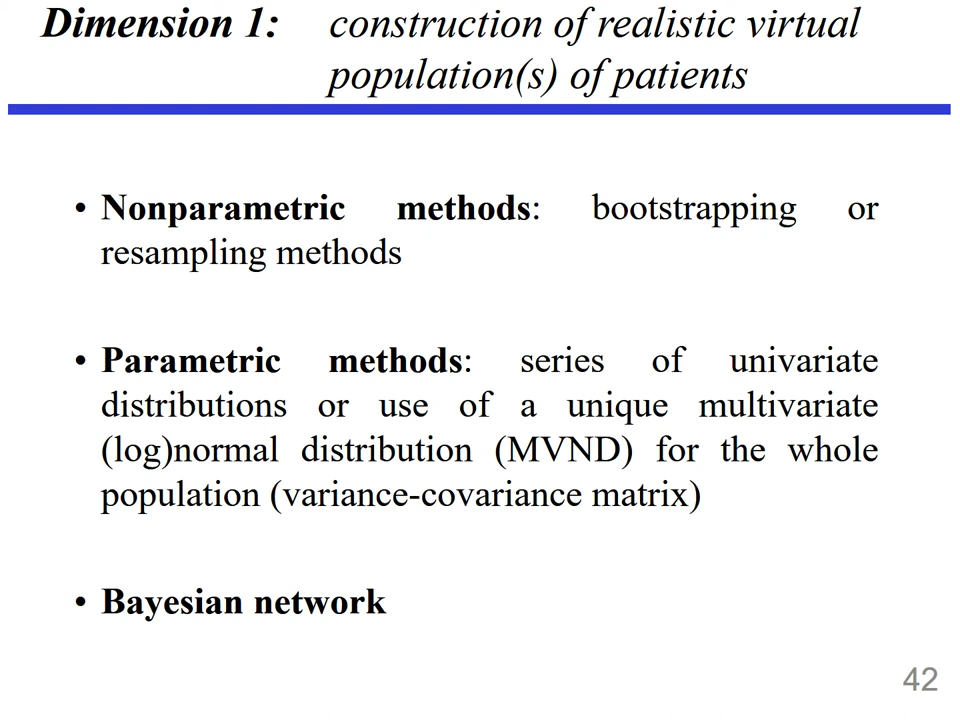 Dimension 1: construction of realistic virtual
population(s) of patients
• Nonparametric methods: bootstrapping or
resampling methods
• Parametric methods: series of univariate
distributions or use of a unique multivariate
(log)normal distribution (MVND) for the whole
population (variance-covariance matrix)
• Bayesian network
42